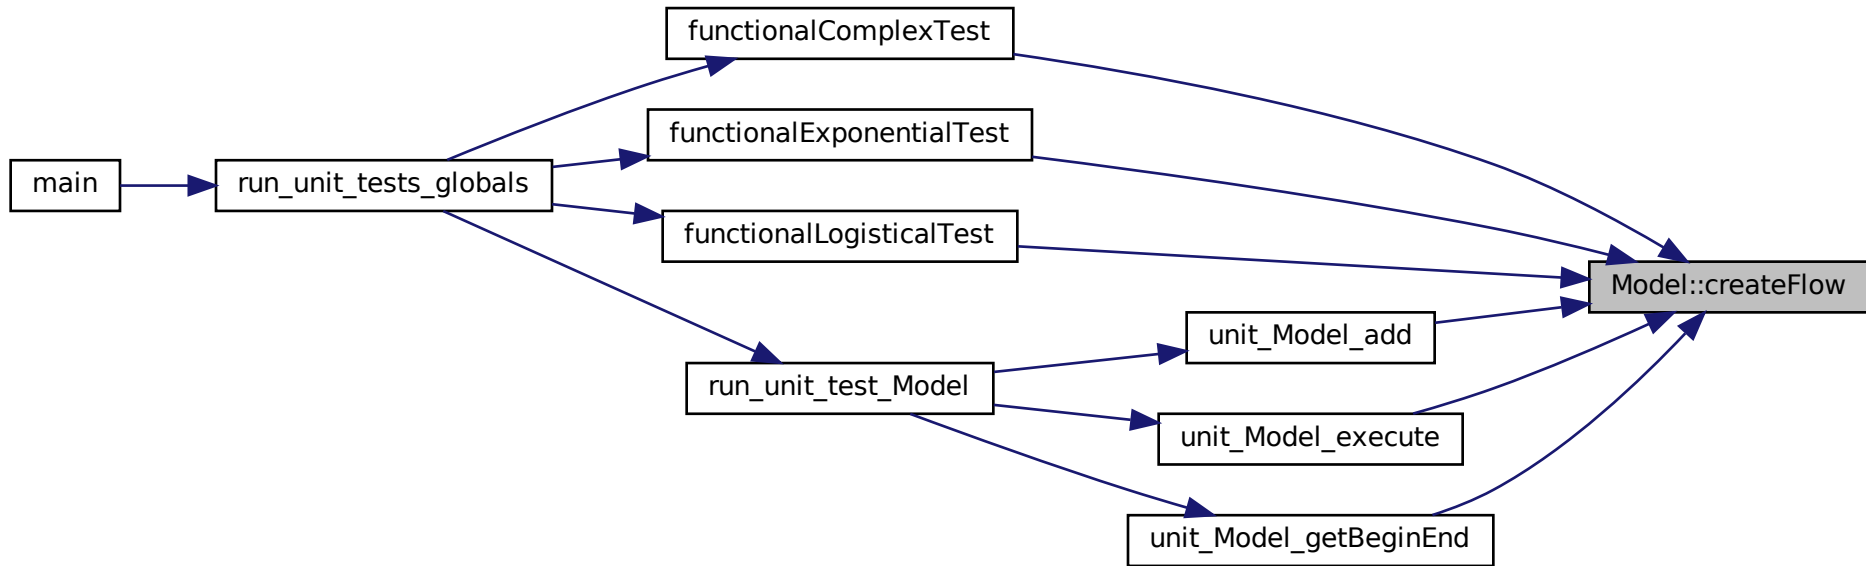 functionalComplexTest
functionalExponentialTest
main
run_unit_tests_globals
functionalLogisticalTest
Model::createFlow
unit_Model_add
run_unit_test_Model
unit_Model_execute
unit_Model_getBeginEnd